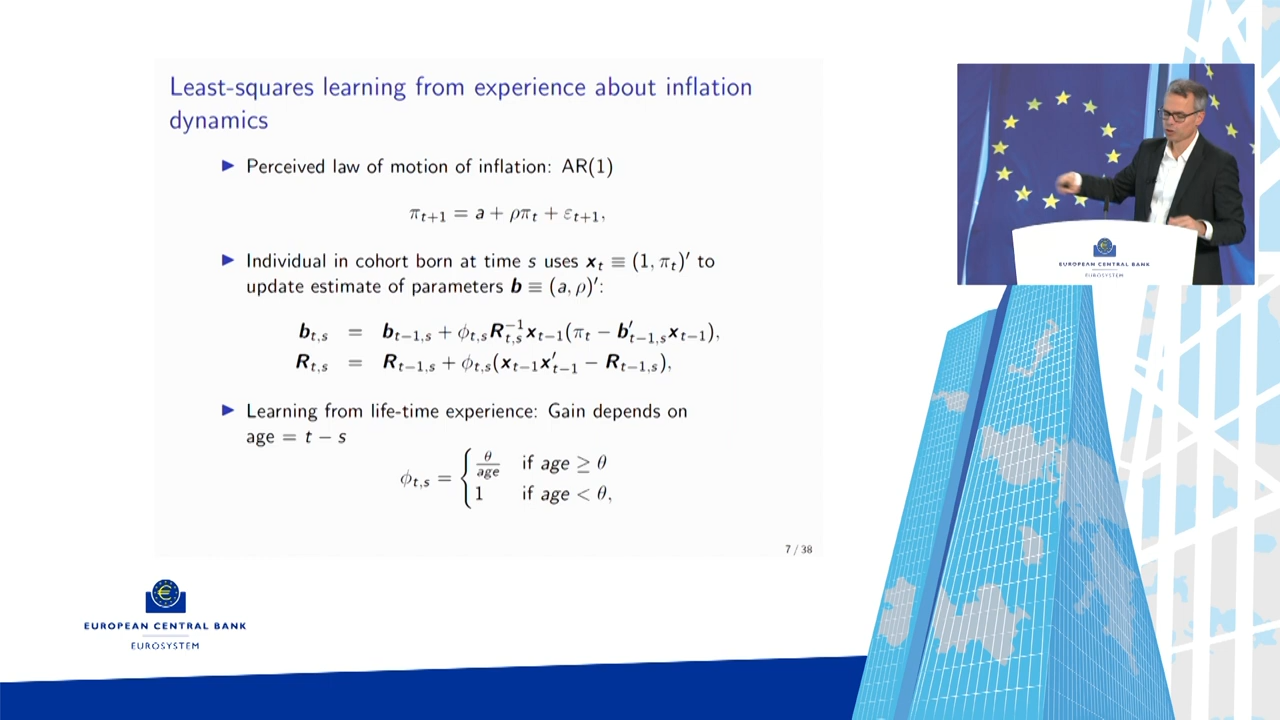 Least-squares learning from experience about inflation
dynamics
▶ Perceived law of motion of inflation: AR(1)
π_{t+1} = a + ρπ_t + ε_{t+1},
▶ Individual in cohort born at time s uses x_t ≡ (1, π_t)′ to
update estimate of parameters b ≡ (a, ρ)′:
b_{t,s} = b_{t−1,s} + ϕ_{t,s}R_{t,s}^{−1}x_{t−1}(π_t − b′_{t−1,s}x_{t−1}),
R_{t,s} = R_{t−1,s} + ϕ_{t,s}(x_{t−1}x′_{t−1} − R_{t−1,s}),
▶ Learning from life-time experience: Gain depends on
age = t − s
ϕ_{t,s} = { θ/age if age ≥ θ
1 if age < θ,
7 / 38
EUROPEAN CENTRAL BANK
EUROSYSTEM
EUROPEAN CENTRAL BANK
EUROSYSTEM